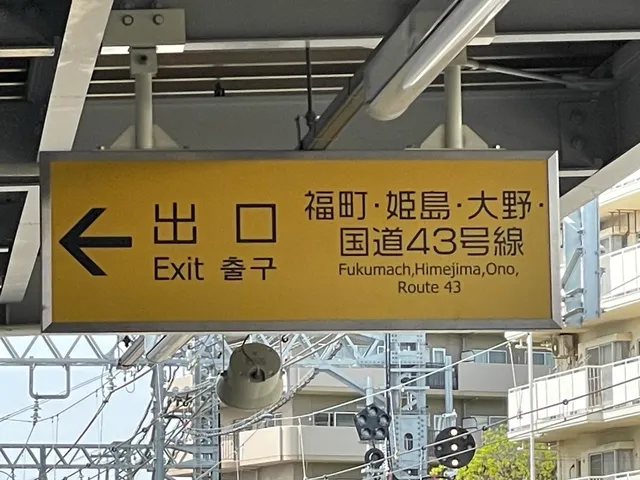 出口
Exit 출구
福町・姫島・大野・
国道43号線
Fukumach,Himejima,Ono,
Route 43